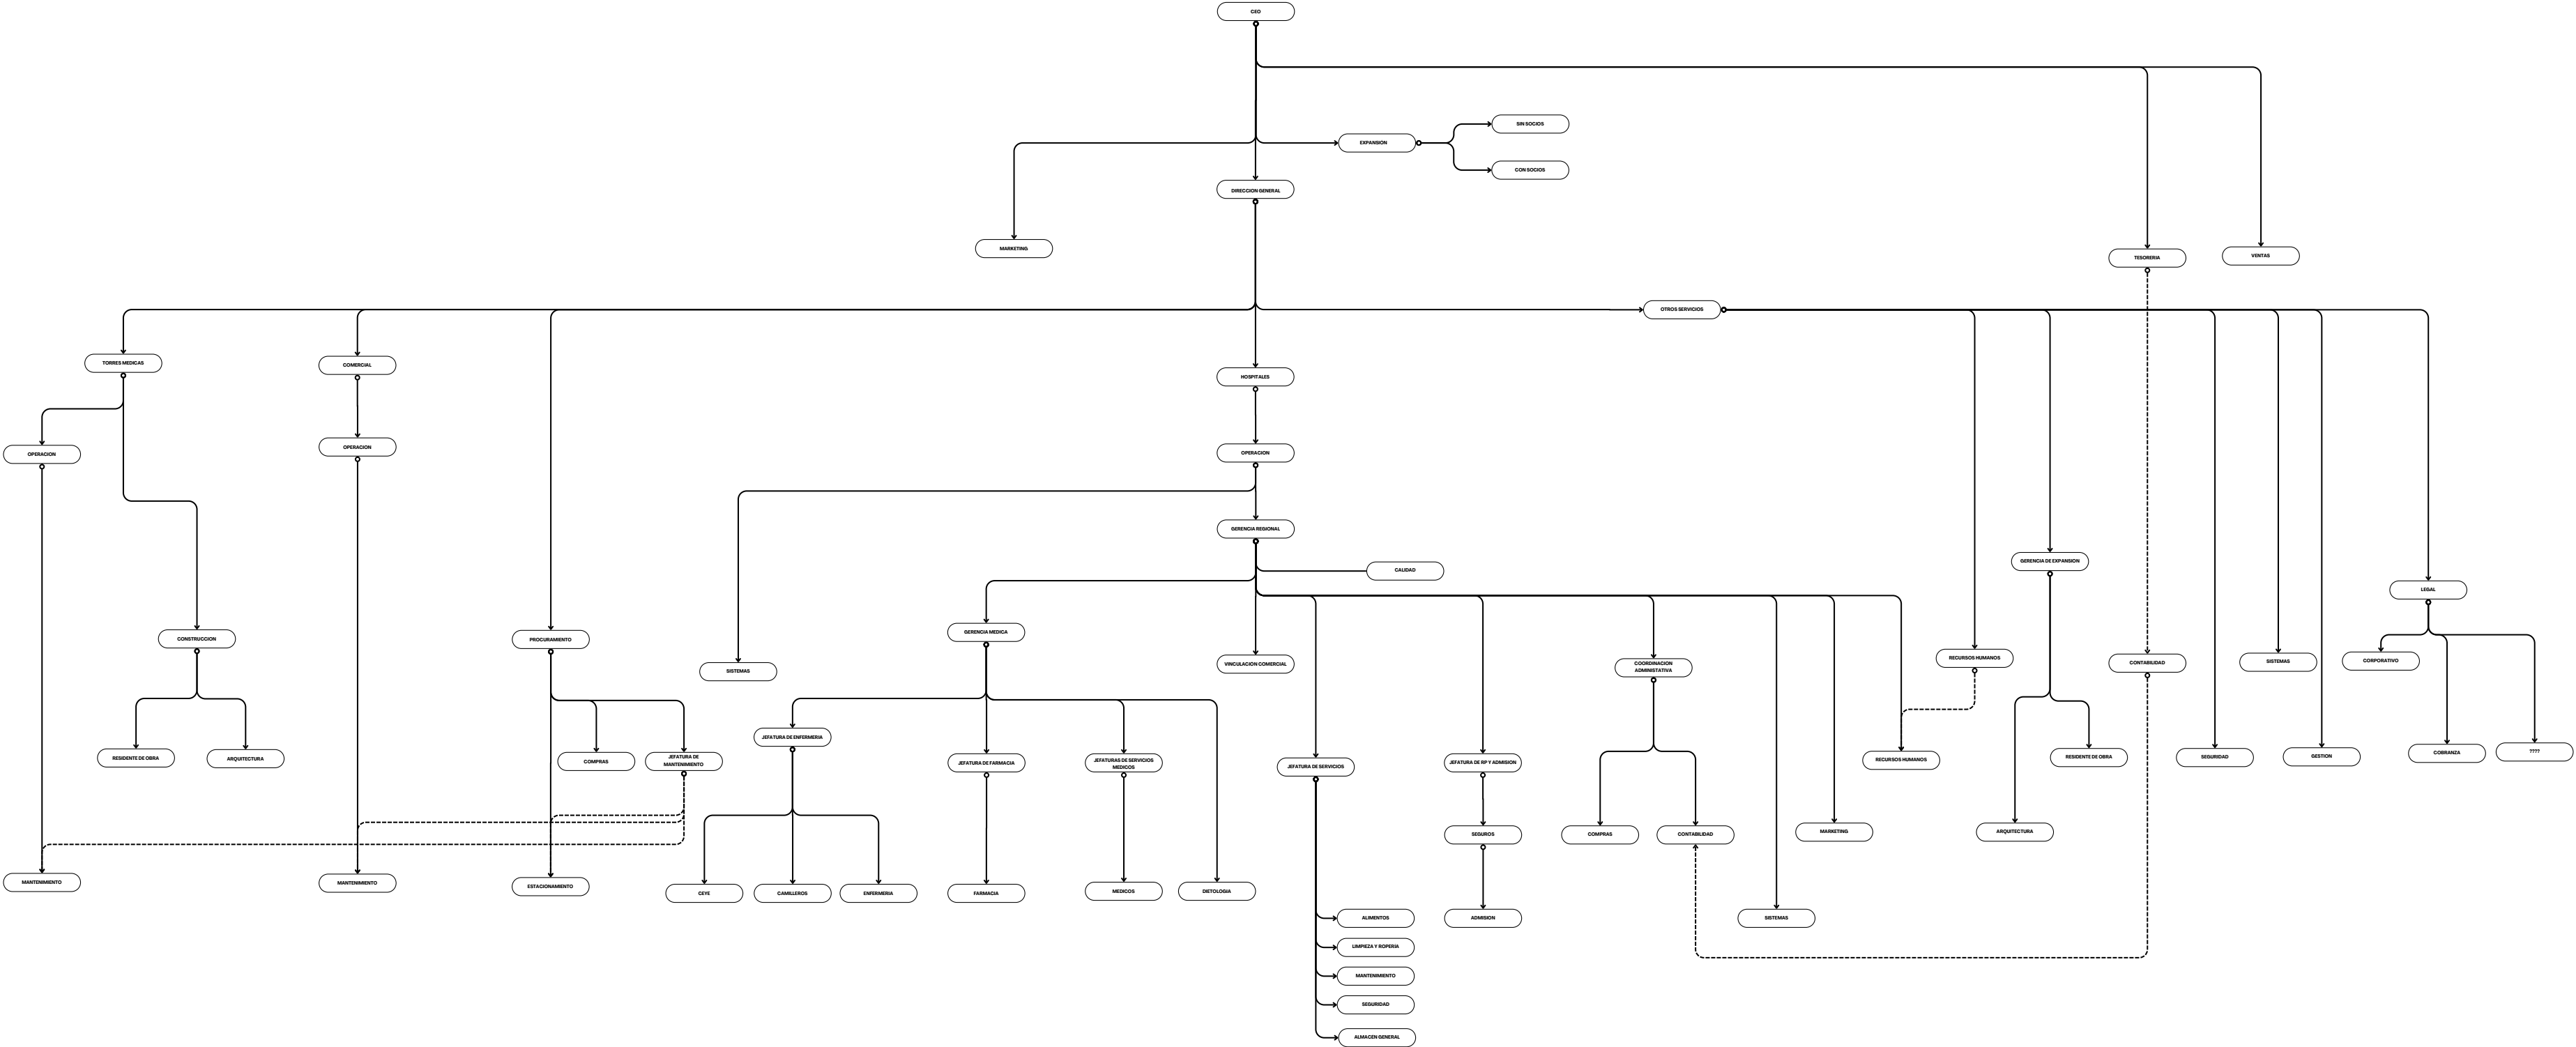 CEO
SIN SOCIOS
EXPANSION
CON SOCIOS
DIRECCION GENERAL
MARKETING
VENTAS
TESORERIA
OTROS SERVICIOS
TORRES MEDICAS
COMERCIAL
HOSPITALES
OPERACION
OPERACION
OPERACION
GERENCIA REGIONAL
GERENCIA DE EXPANSION
CALIDAD
LEGAL
GERENCIA MEDICA
CONSTRUCCION
PROCURAMIENTO
RECURSOS HUMANOS
CORPORATIVO
SISTEMAS
CONTABILIDAD
VINCULACION COMERCIAL
COORDINACION
ADMINISTATIVA
SISTEMAS
JEFATURA DE ENFERMERIA
????
COBRANZA
GESTION
SEGURIDAD
RESIDENTE DE OBRA
RESIDENTE DE OBRA
ARQUITECTURA
RECURSOS HUMANOS
COMPRAS
JEFATURA DE
MANTENIMIENTO
JEFATURA DE FARMACIA
JEFATURAS DE SERVICIOS
MEDICOS
JEFATURA DE RP Y ADMISION
JEFATURA DE SERVICIOS
MARKETING
ARQUITECTURA
SEGUROS
COMPRAS
CONTABILIDAD
MANTENIMIENTO
MANTENIMIENTO
ESTACIONAMIENTO
CEYE
CAMILLEROS
ENFERMERIA
FARMACIA
MEDICOS
DIETOLOGIA
ALIMENTOS
ADMISION
SISTEMAS
LIMPIEZA Y ROPERIA
MANTENIMIENTO
SEGURIDAD
ALMACEN GENERAL